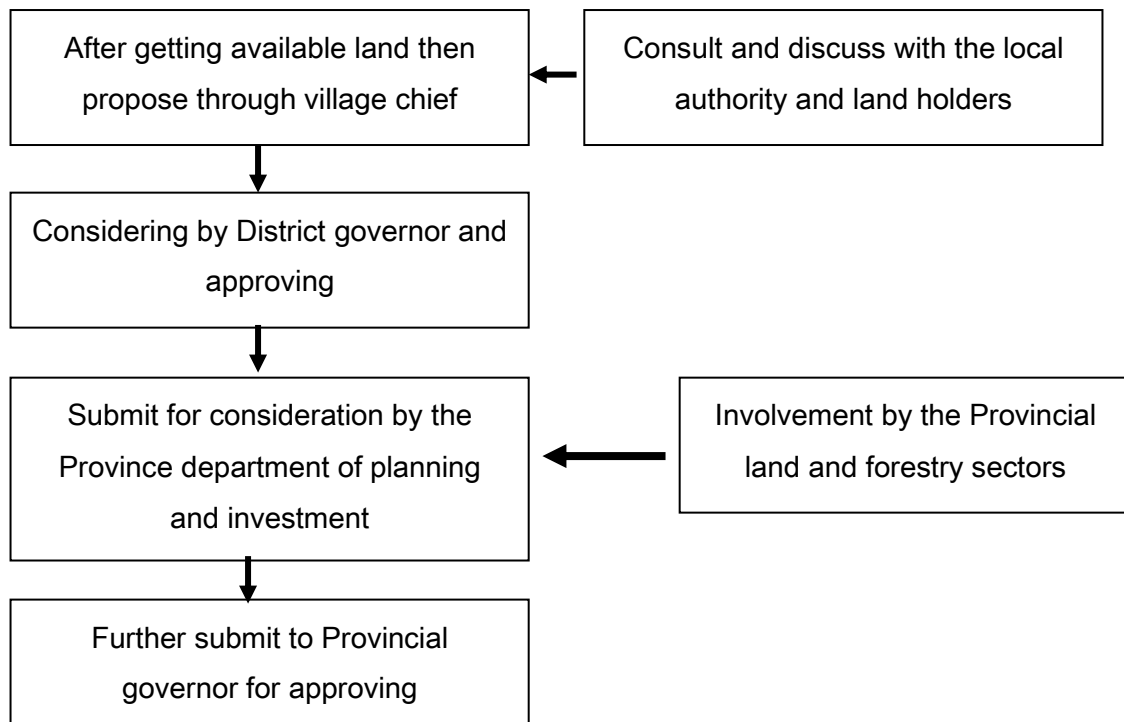 After getting available land then
propose through village chief
Consult and discuss with the local
authority and land holders
Considering by District governor and
approving
Submit for consideration by the
Province department of planning
and investment
Involvement by the Provincial
land and forestry sectors
Further submit to Provincial
governor for approving